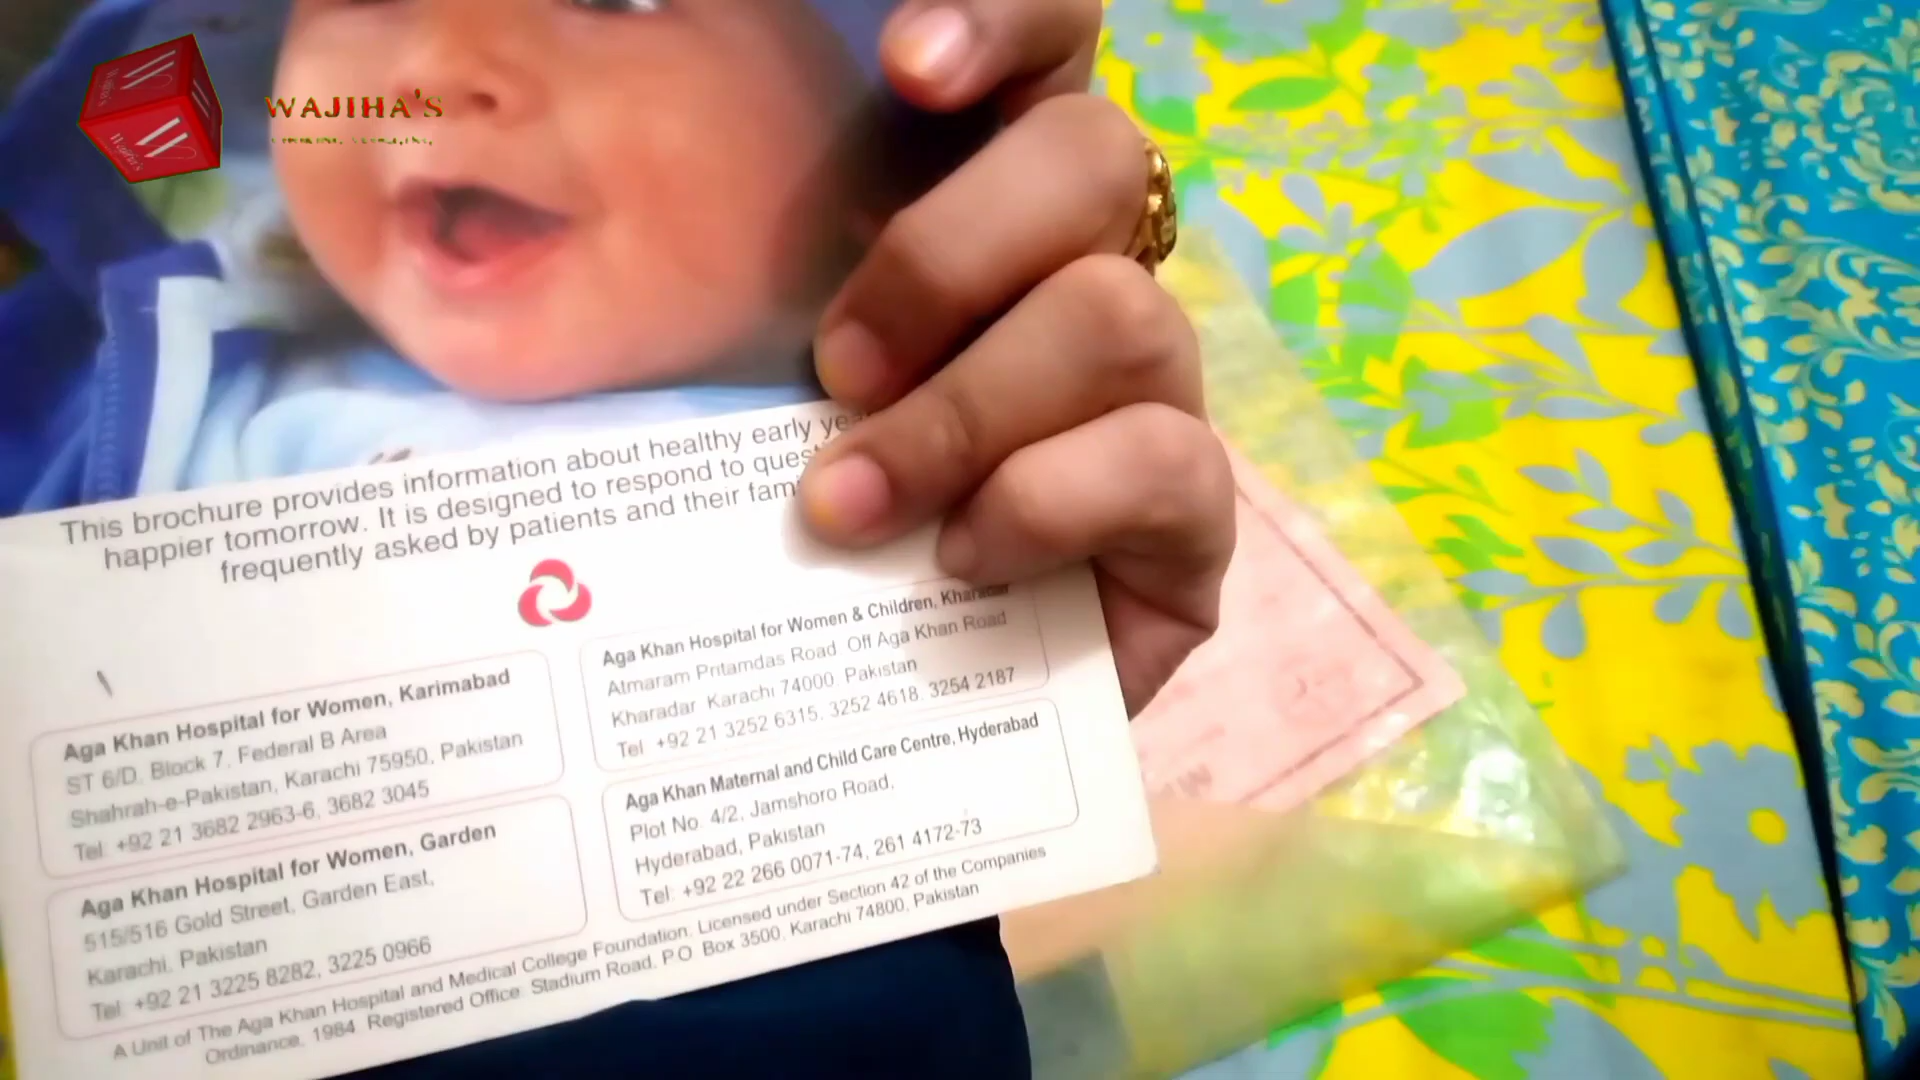 WAJIHA'S
W
W
Wajiha's
This brochure provides information about healthy early
happier tomorrow. It is designed to respond to
frequently asked by patients and their
Aga Khan Hospital for Women, Karimabad
ST 6/D, Block 7, Federal B Area
Shahrah-e-Pakistan, Karachi 75950, Pakistan
Tel: +92 21 3682 2963-6, 3682 3045
Aga Khan Hospital for Women, Garden
515/516 Gold Street, Garden East,
Karachi, Pakistan
Tel: +92 21 3225 8282, 3225 0966
Aga Khan Hospital for Women & Children, Kharadar
Atmaram Pritamdas Road, Off Aga Khan Road
Kharadar, Karachi 74000, Pakistan
Tel: +92 21 3252 6315, 3252 4618, 3254 2187
Aga Khan Maternal and Child Care Centre, Hyderabad
Plot No. 4/2, Jamshoro Road,
Hyderabad, Pakistan
Tel: +92 22 266 0071-74, 261 4172-73
A Unit of The Aga Khan Hospital and Medical College Foundation, Licensed under Section 42 of the Companies
Ordinance, 1984. Registered Office: Stadium Road, P.O. Box 3500, Karachi 74800, Pakistan